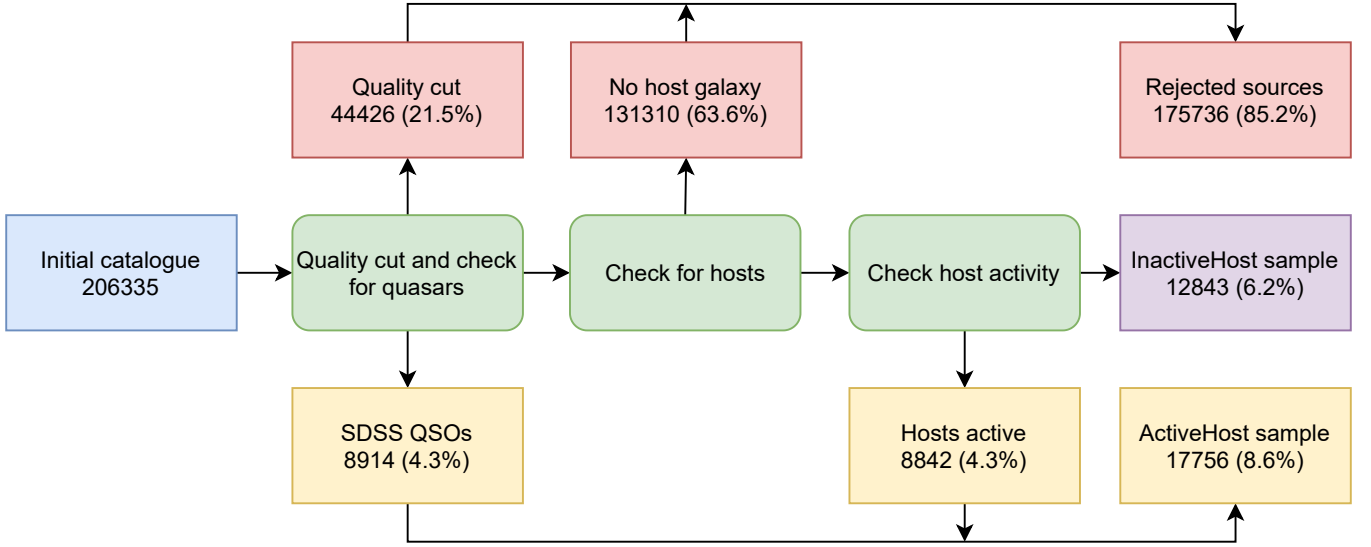 Quality cut
44426 (21.5%)
No host galaxy
131310 (63.6%)
Rejected sources
175736 (85.2%)
Initial catalogue
206335
Quality cut and check
for quasars
Check for hosts
Check host activity
InactiveHost sample
12843 (6.2%)
SDSS QSOs
8914 (4.3%)
Hosts active
8842 (4.3%)
ActiveHost sample
17756 (8.6%)